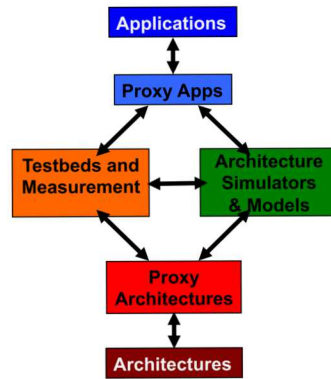 Applications
Proxy Apps
Testbeds and
Measurement
Architecture
Simulators
& Models
Proxy
Architectures
Architectures